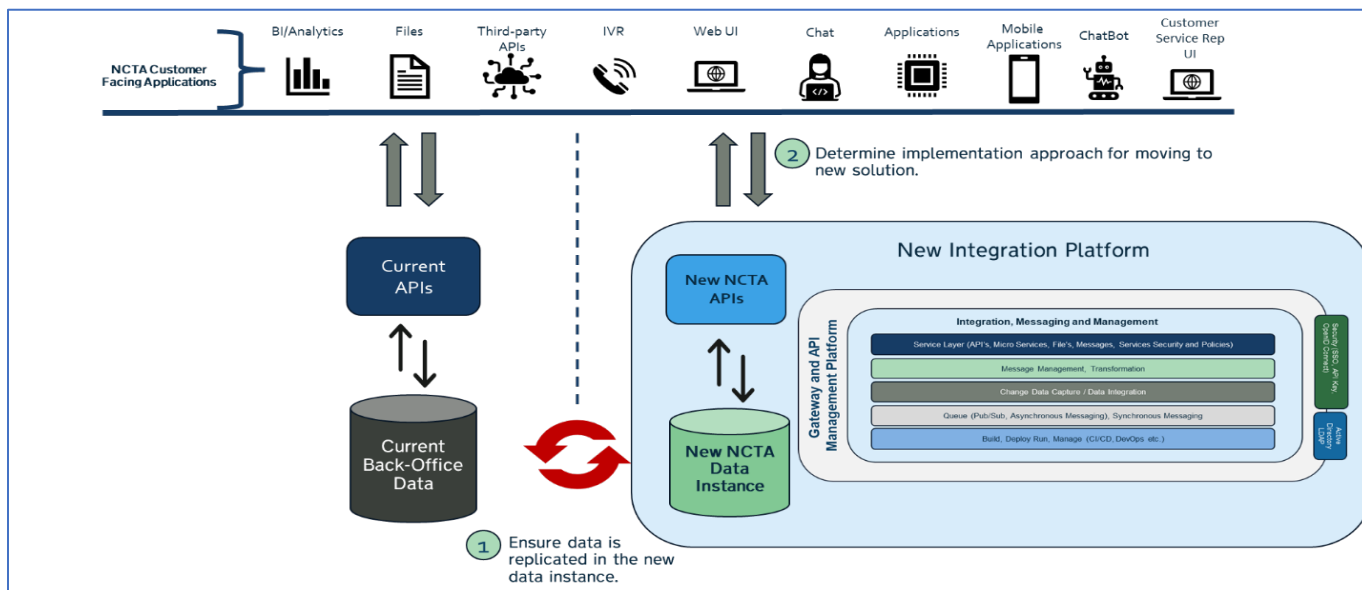 BI/Analytics
Files
Third-party
APIs
IVR
Web UI
Chat
Applications
Mobile
Applications
ChatBot
Customer
Service Rep
UI
NCTA Customer
Facing Applications
</>
2
Determine implementation approach for moving to
new solution.
Current
APIs
New Integration Platform
New NCTA
APIs
Gateway and API
Management Platform
Integration, Messaging and Management
Service Layer (API's, Micro Services, File's, Messages, Services Security and Policies)
Message Management, Transformation
Change Data Capture / Data Integration
Queue (Pub/Sub, Asynchronous Messaging), Synchronous Messaging
Build, Deploy Run, Manage (CI/CD, DevOps etc.)
Security (SSO, API Key,
OpenID Connect)
Active
Directory
LDAP
Current
Back-Office
Data
New NCTA
Data
Instance
1
Ensure data is
replicated in the new
data instance.